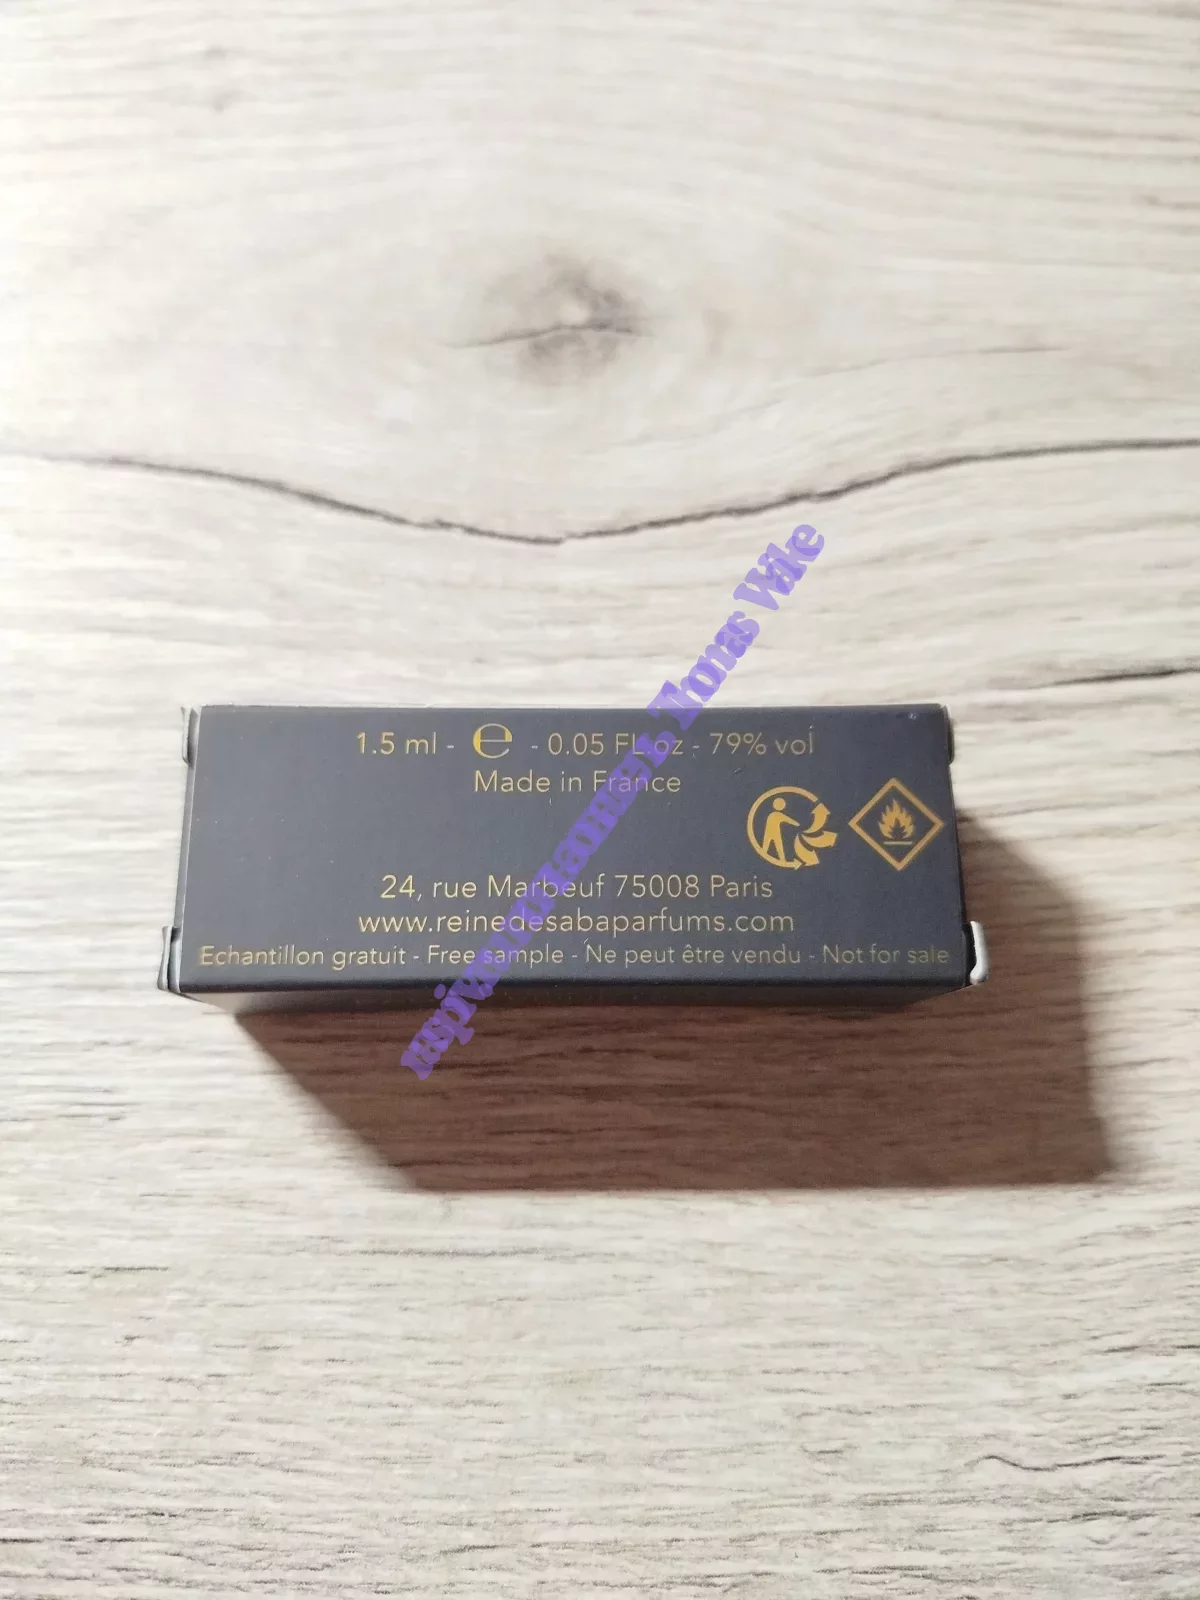 1.5 ml - ℮ - 0.05 FL.oz - 79% vol
Made in France
24, rue Marbeuf 75008 Paris
www.reinedesabaparfums.com
Echantillon gratuit - Free sample - Ne peut être vendu - Not for sale
Wike